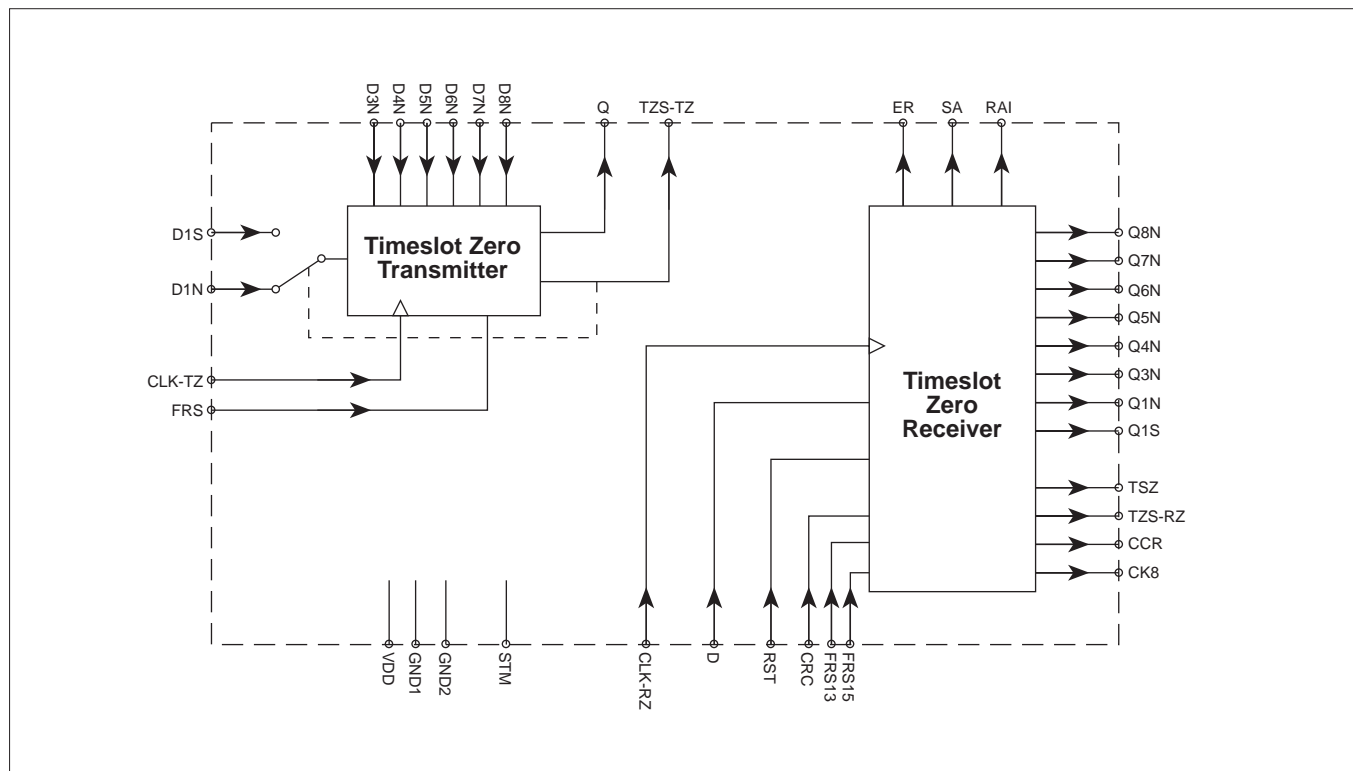 D3N
D4N
D5N
D6N
D7N
D8N
Q
TZS-TZ
ER
SA
RAI
D1S
D1N
CLK-TZ
FRS
Timeslot Zero
Transmitter
Timeslot
Zero
Receiver
Q8N
Q7N
Q6N
Q5N
Q4N
Q3N
Q1N
Q1S
TSZ
TZS-RZ
CCR
CK8
VDD
GND1
GND2
STM
CLK-RZ
D
RST
CRC
FRS13
FRS15